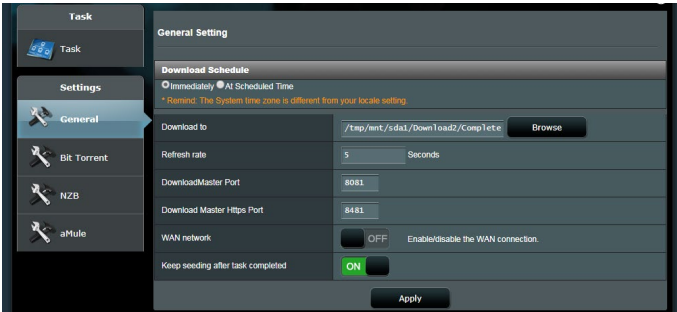 Task
Task
Settings
General
Bit Torrent
NZB
aMule
General Setting
Download Schedule
Immediately At Scheduled Time
* Remind: The System time zone is different from your locale setting.
Download to /tmp/mnt/sda1/Download2/Complete Browse
Refresh rate 5 Seconds
DownloadMaster Port 8081
Download Master Https Port 8481
WAN network OFF Enable/disable the WAN connection.
Keep seeding after task completed ON
Apply